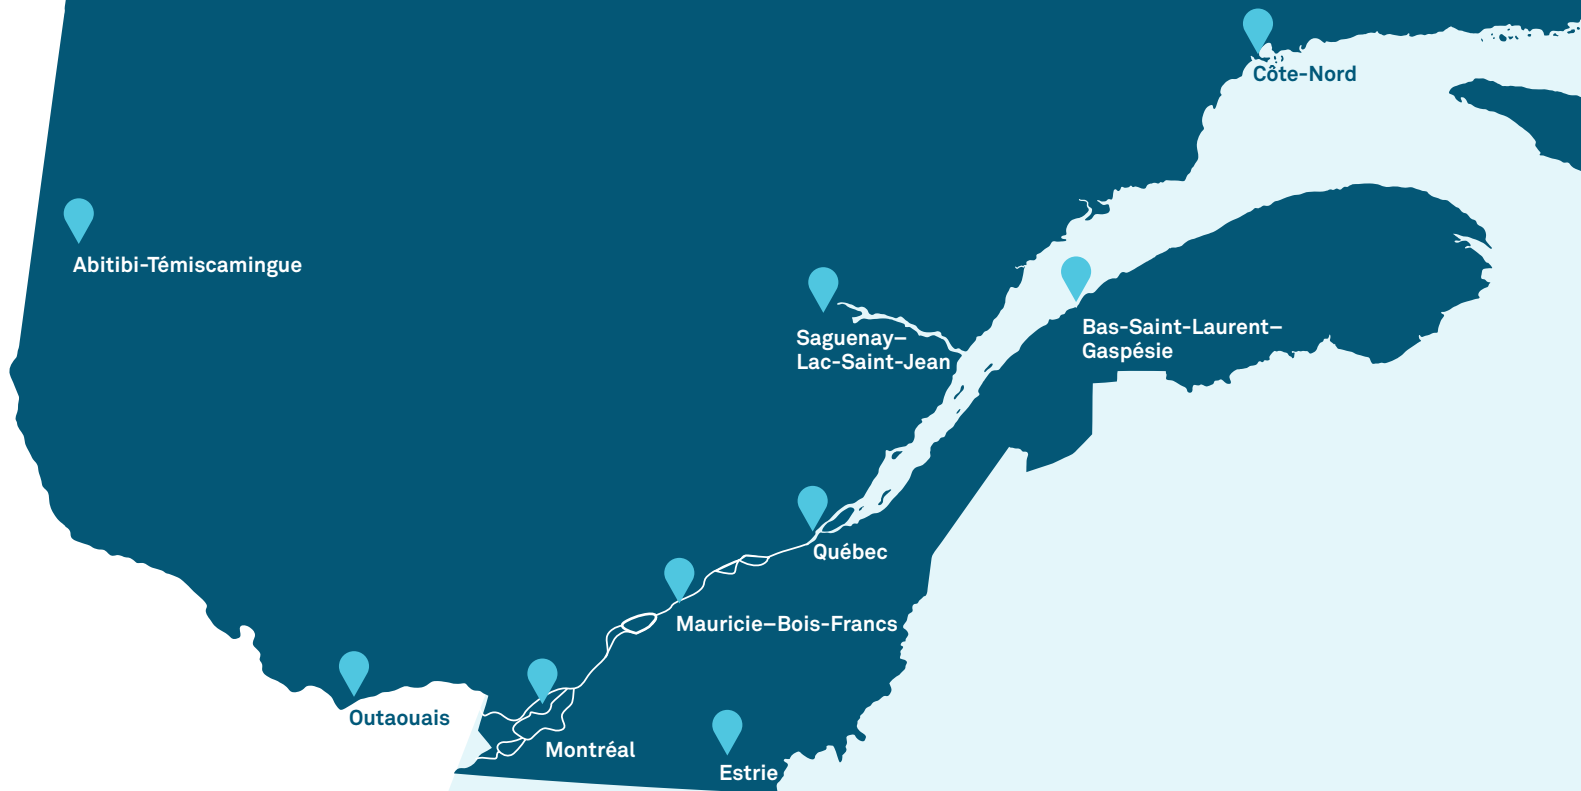 Côte-Nord
Abitibi-Témiscamingue
Saguenay–
Lac-Saint-Jean
Bas-Saint-Laurent–
Gaspésie
Québec
Mauricie–Bois-Francs
Outaouais
Montréal
Estrie